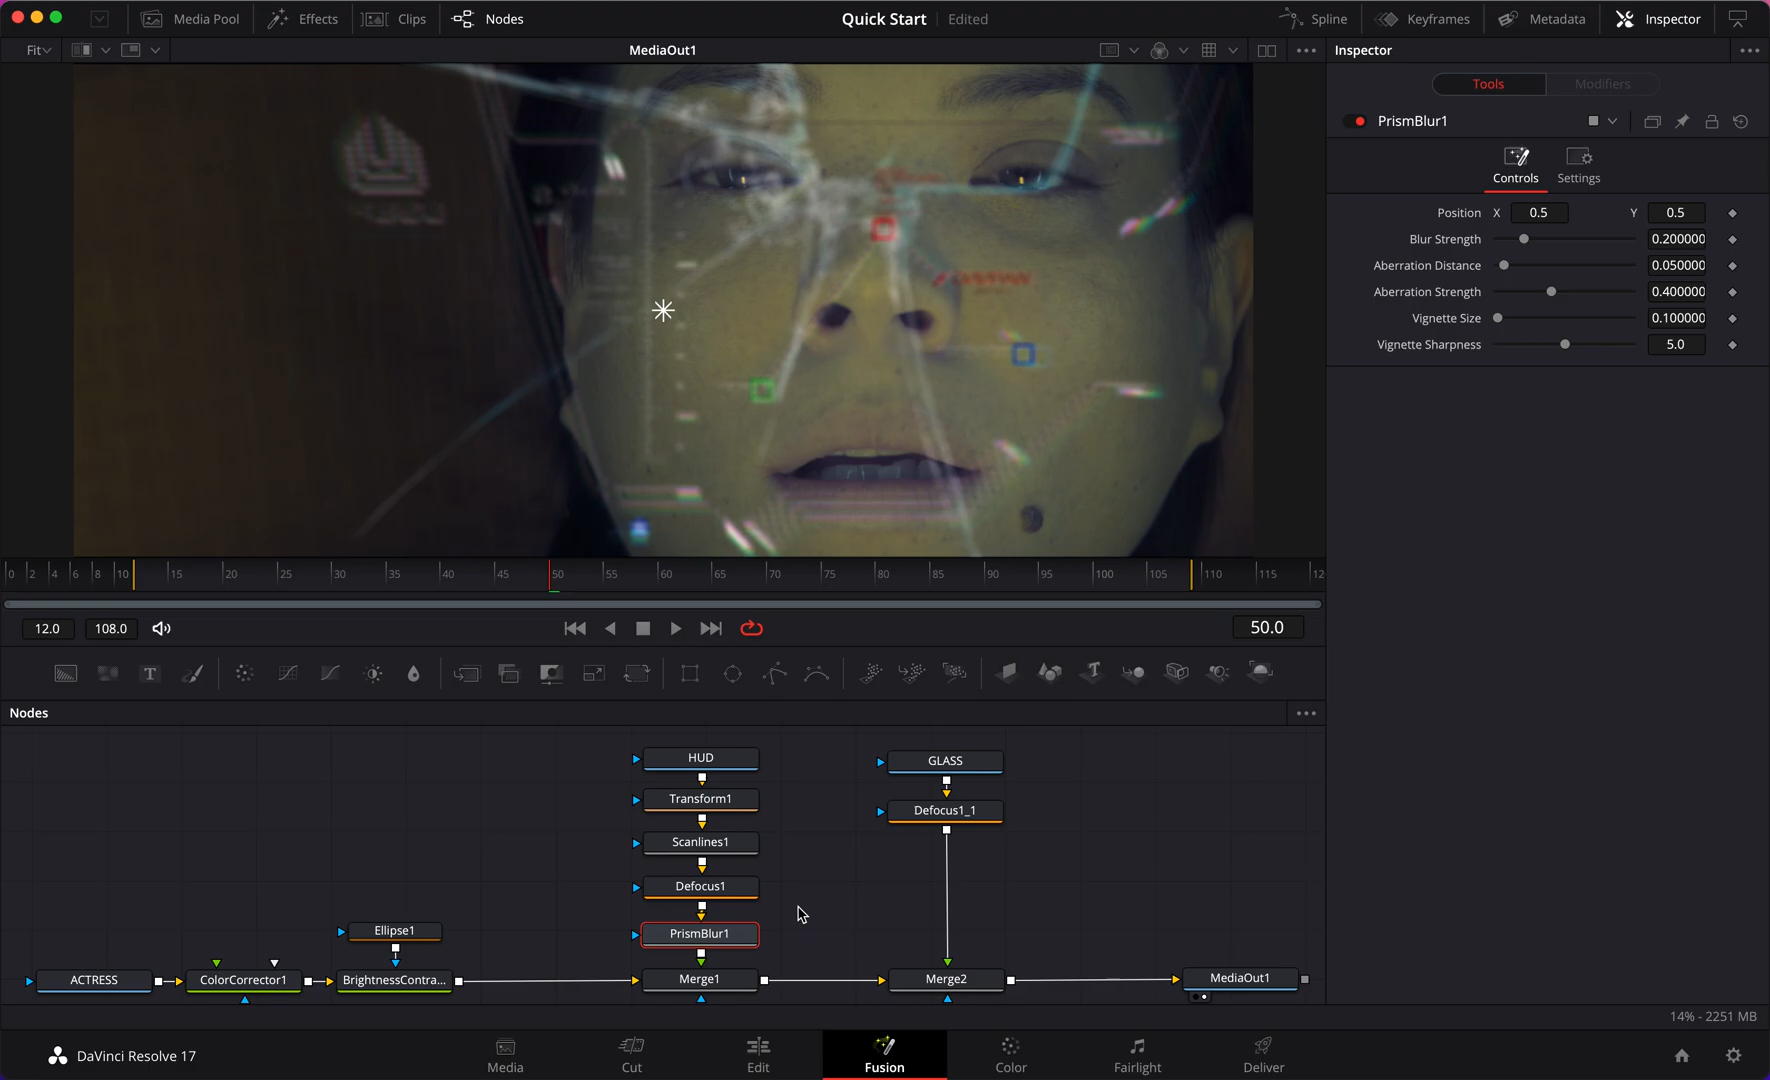 Media Pool
Effects
Clips
Nodes
Quick Start
Edited
Spline
Keyframes
Metadata
Inspector
Fit
MediaOut1
Inspector
Tools
Modifiers
PrismBlur1
Controls
Settings
Position X 0.5 Y 0.5
Blur Strength 0.200000
Aberration Distance 0.050000
Aberration Strength 0.400000
Vignette Size 0.100000
Vignette Sharpness 5.0
0 2 4 6 8 10 15 20 25 30 35 40 45 50 55 60 65 70 75 80 85 90 95 100 105 110 115 12
12.0
108.0
50.0
Nodes
HUD
GLASS
Transform1
Defocus1_1
Scanlines1
Defocus1
Ellipse1
PrismBlur1
ACTRESS
ColorCorrector1
BrightnessContra...
Merge1
Merge2
MediaOut1
14% - 2251 MB
DaVinci Resolve 17
Media
Cut
Edit
Fusion
Color
Fairlight
Deliver